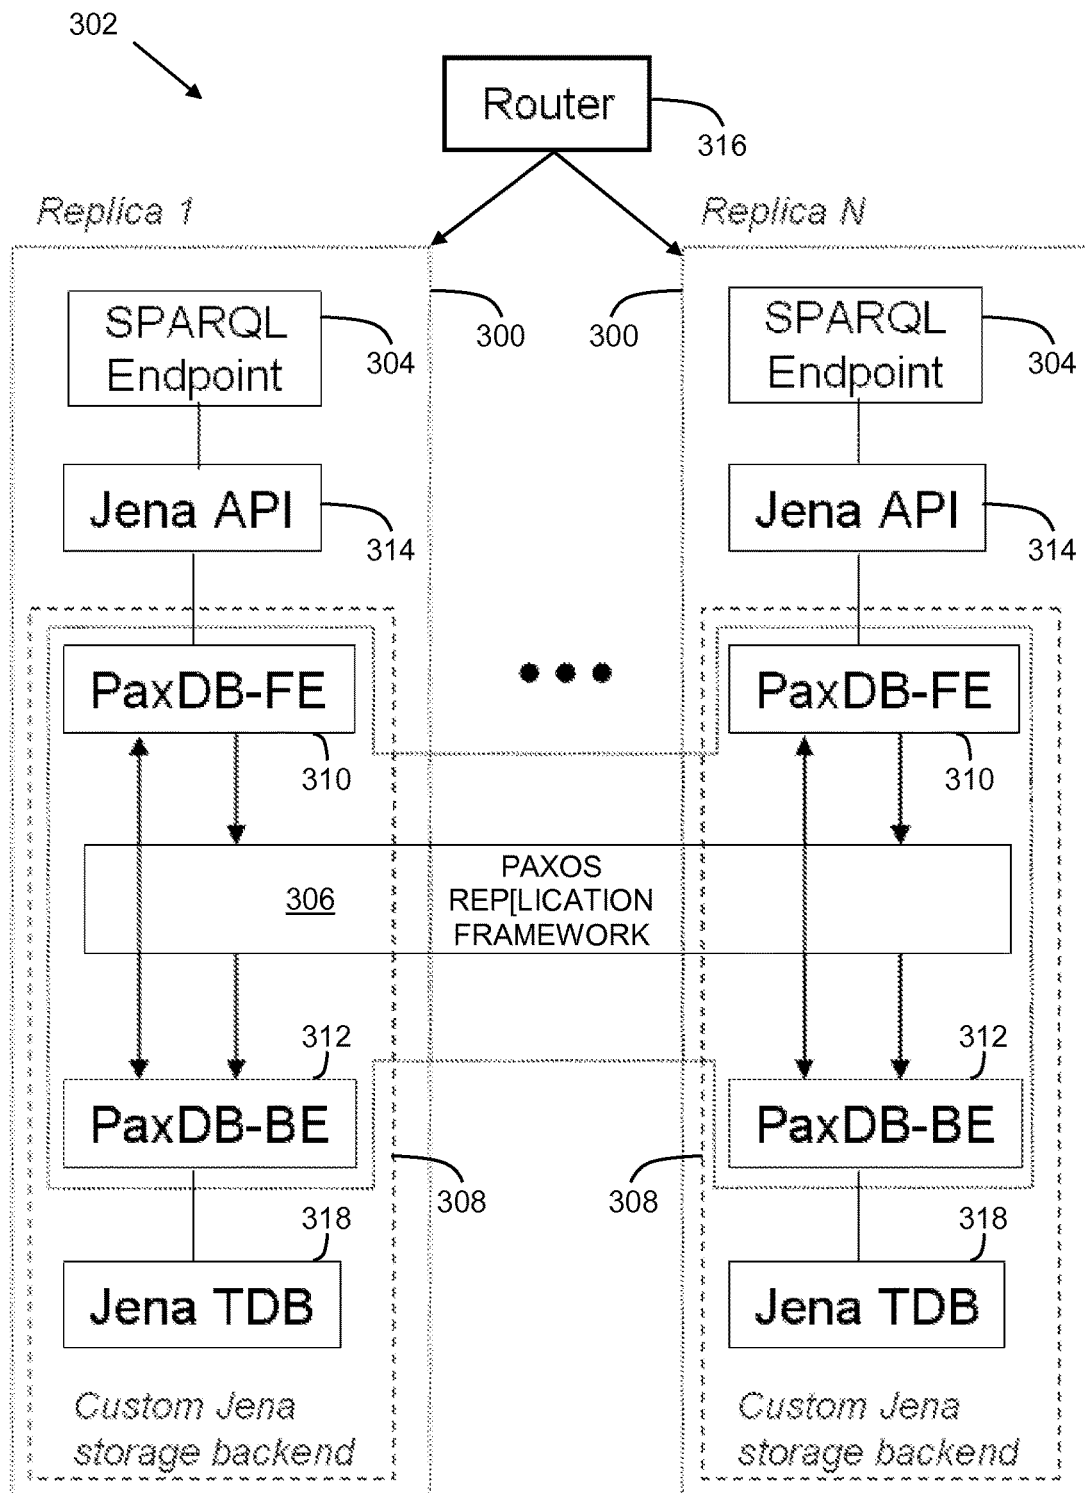 302
Router
316
Replica 1
Replica N
SPARQL
Endpoint
304
300
300
SPARQL
Endpoint
304
Jena API
314
Jena API
314
PaxDB-FE
310
PaxDB-FE
310
306
PAXOS
REP[LICATION
FRAMEWORK
312
PaxDB-BE
312
PaxDB-BE
308
308
318
Jena TDB
318
Jena TDB
Custom Jena
storage backend
Custom Jena
storage backend